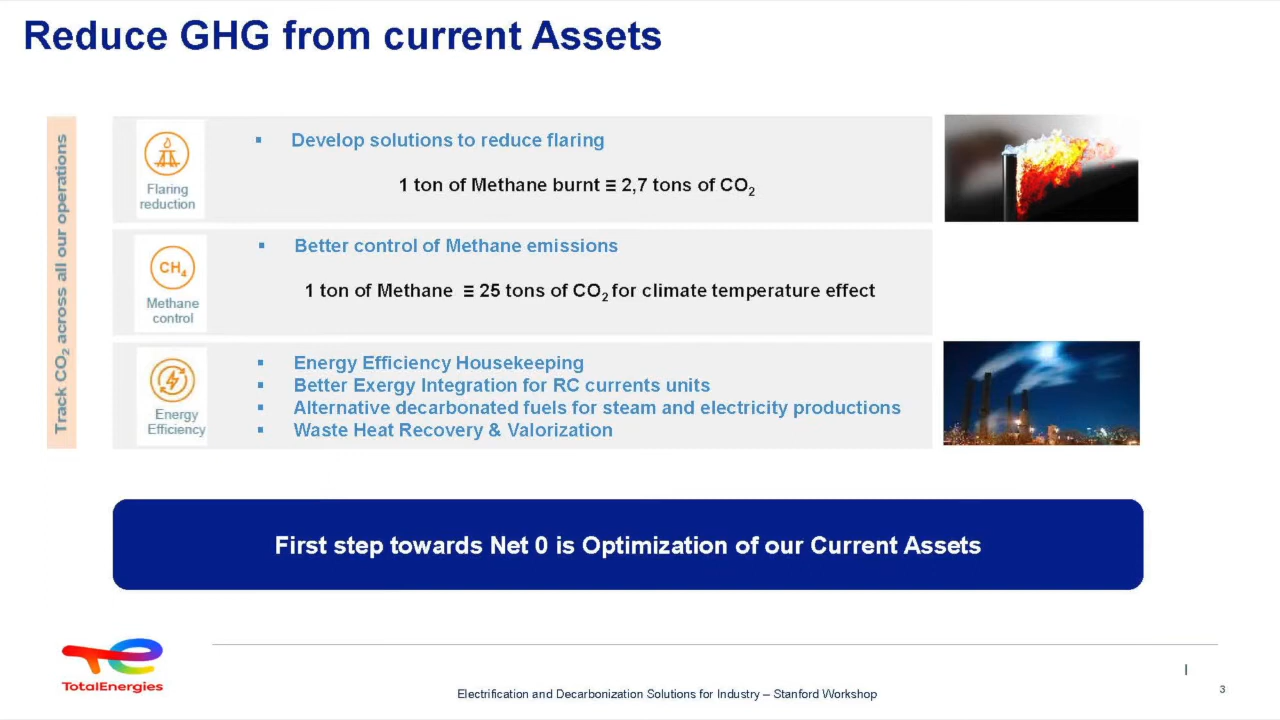 Reduce GHG from current Assets
Track CO₂ across all our operations
Flaring
reduction
▪ Develop solutions to reduce flaring
1 ton of Methane burnt ≡ 2,7 tons of CO₂
CH₄
Methane
control
▪ Better control of Methane emissions
1 ton of Methane ≡ 25 tons of CO₂ for climate temperature effect
Energy
Efficiency
▪ Energy Efficiency Housekeeping
▪ Better Exergy Integration for RC currents units
▪ Alternative decarbonated fuels for steam and electricity productions
▪ Waste Heat Recovery & Valorization
First step towards Net 0 is Optimization of our Current Assets
TotalEnergies
Electrification and Decarbonization Solutions for Industry – Stanford Workshop
|
3